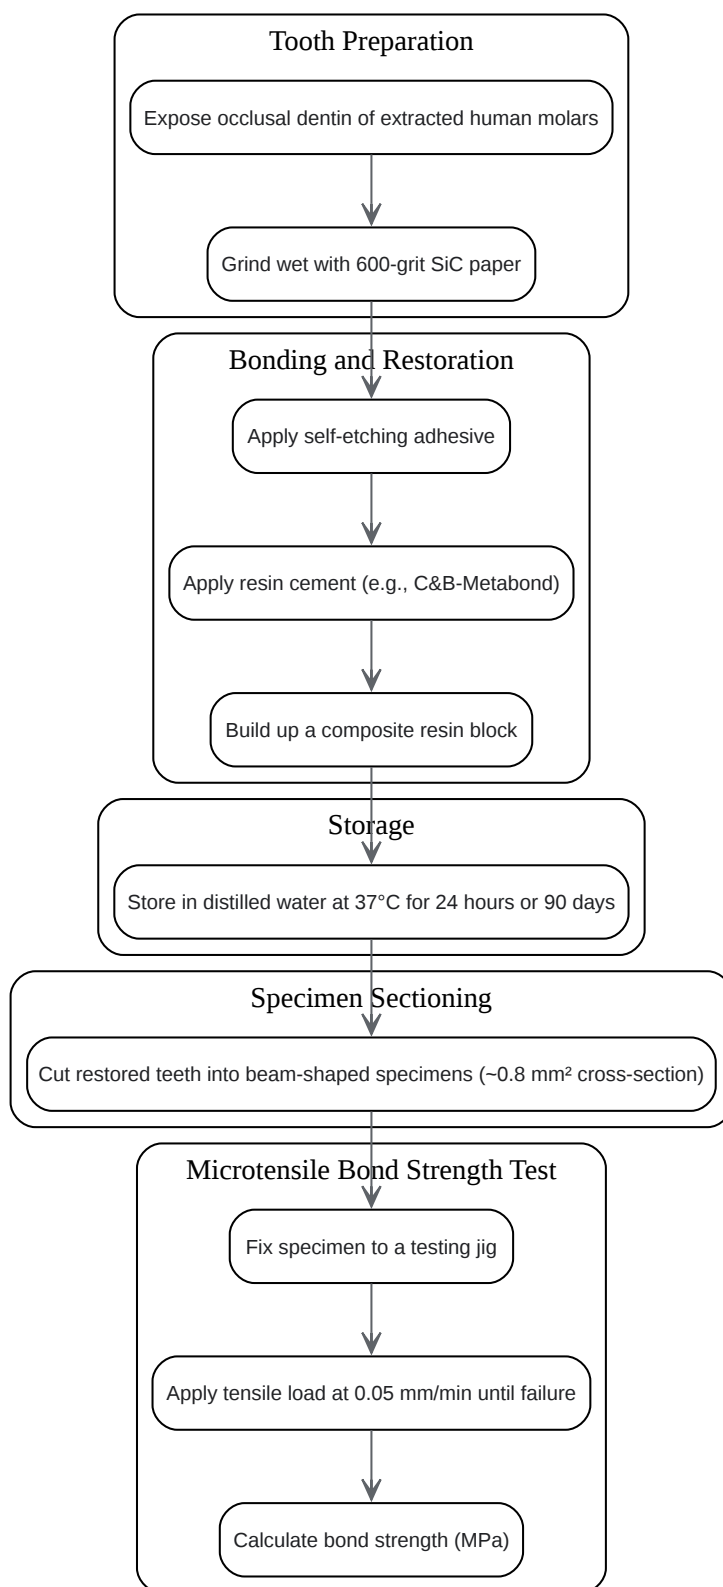 Tooth Preparation
Expose occlusal dentin of extracted human molars
Grind wet with 600-grit SiC paper
Bonding and Restoration
Apply self-etching adhesive
Apply resin cement (e.g., C&B-Metabond)
Build up a composite resin block
Storage
Store in distilled water at 37°C for 24 hours or 90 days
Specimen Sectioning
Cut restored teeth into beam-shaped specimens (~0.8 mm² cross-section)
Microtensile Bond Strength Test
Fix specimen to a testing jig
Apply tensile load at 0.05 mm/min until failure
Calculate bond strength (MPa)